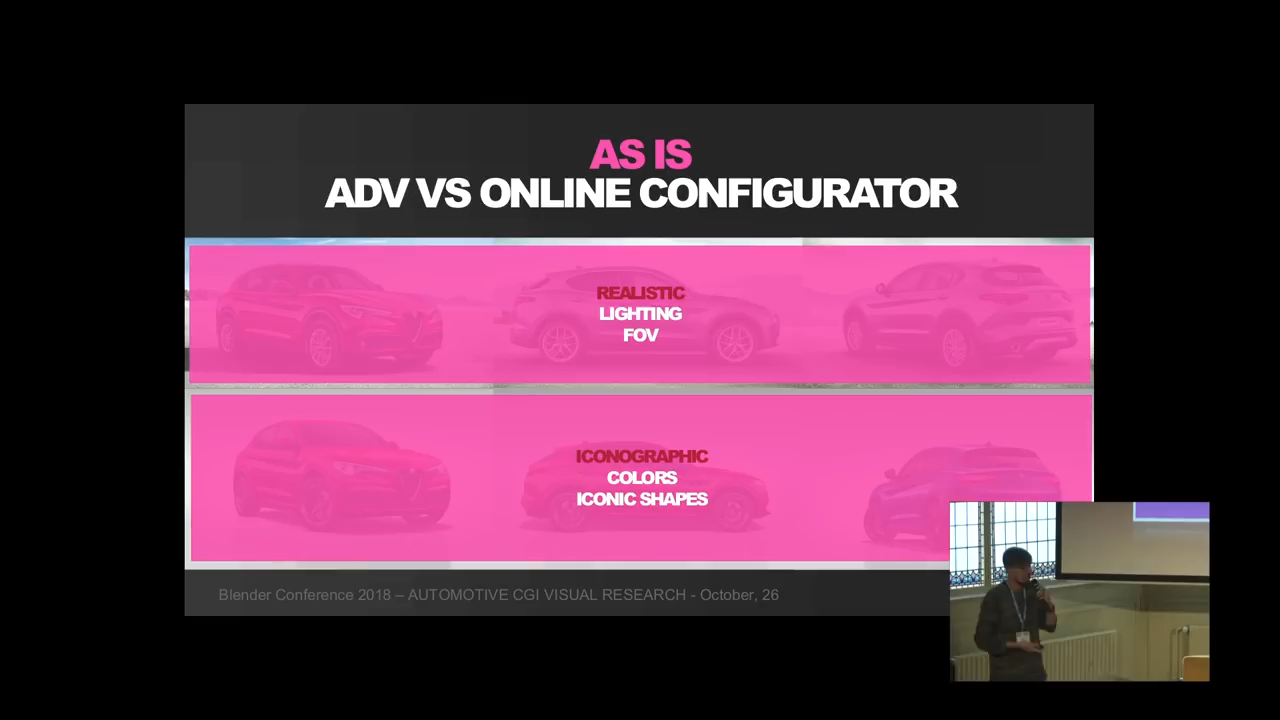 AS IS
ADV VS ONLINE CONFIGURATOR
REALISTIC
LIGHTING
FOV
ICONOGRAPHIC
COLORS
ICONIC SHAPES
Blender Conference 2018 – AUTOMOTIVE CGI VISUAL RESEARCH - October, 26